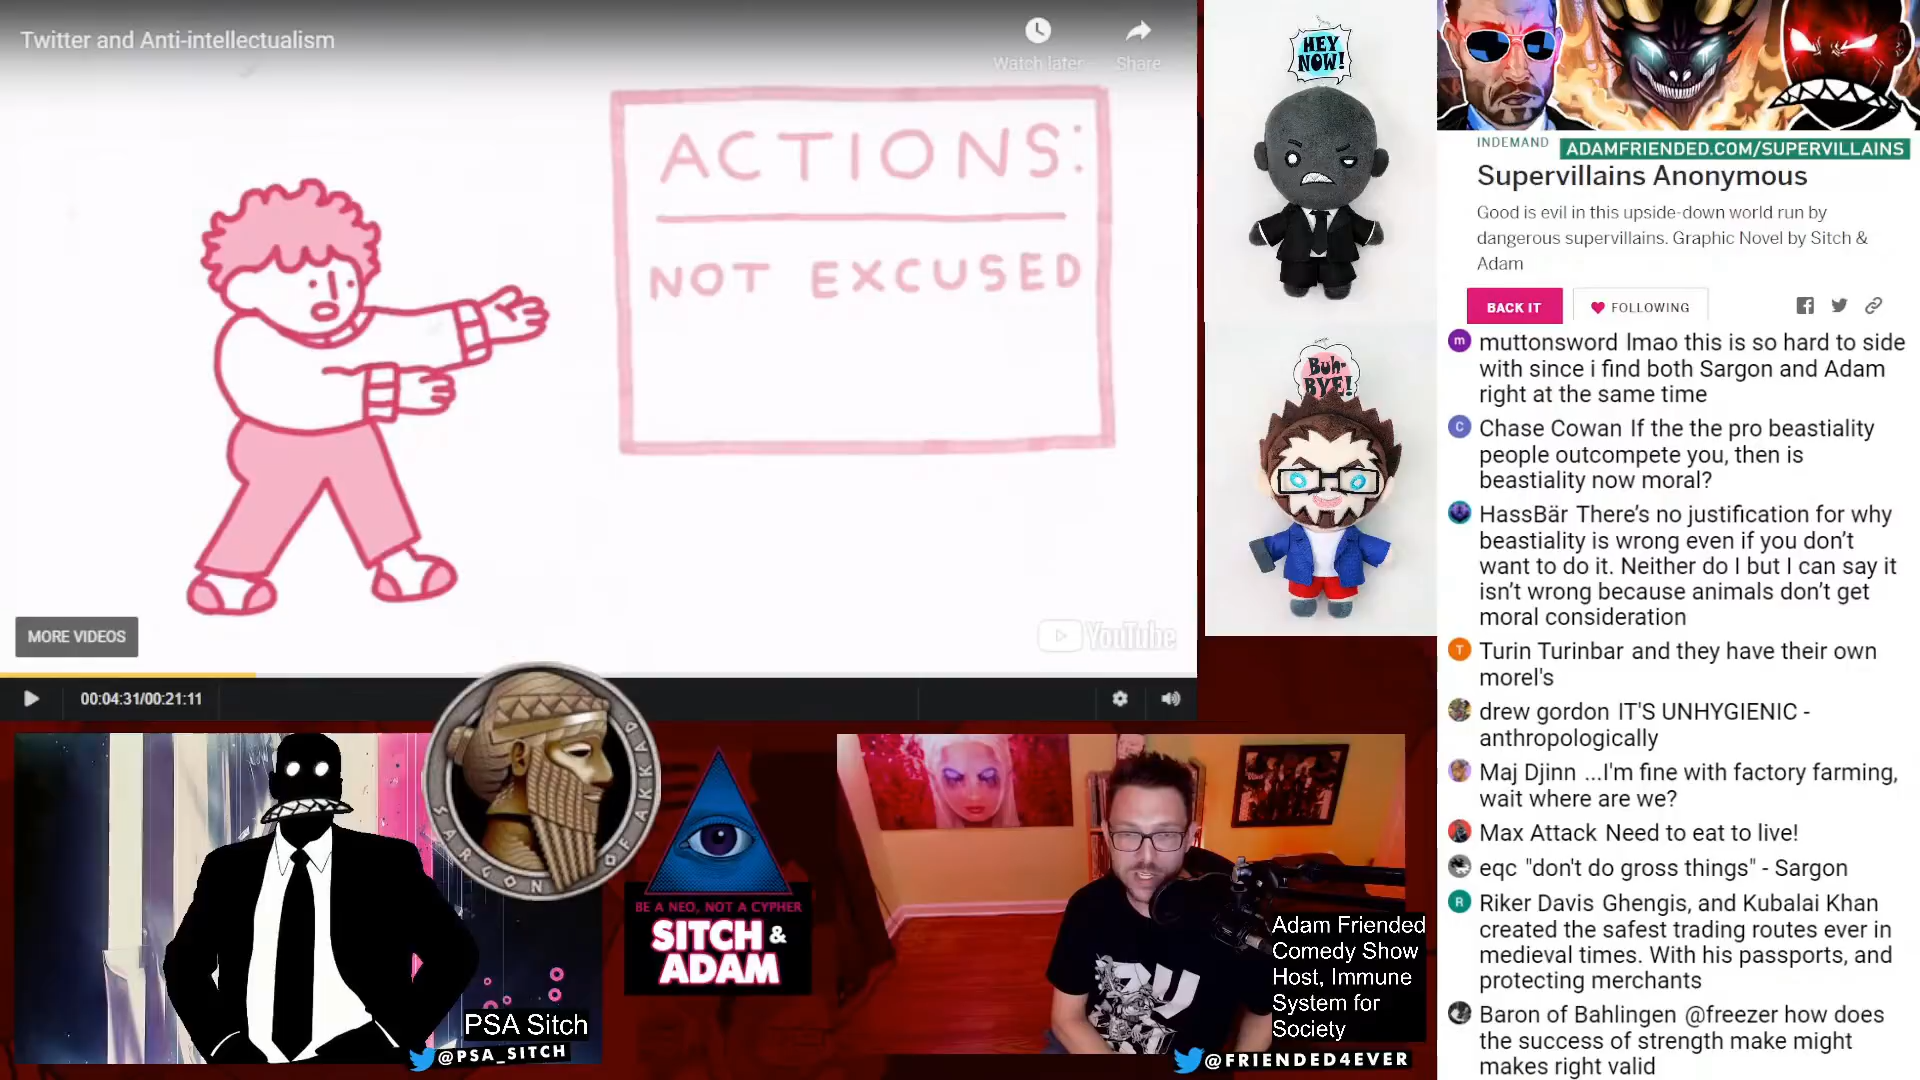 Twitter and Anti-intellectualism
Watch later
Share
ACTIONS:
NOT EXCUSED
MORE VIDEOS
YouTube
00:04:31/00:21:11
HEY
NOW!
Buh-
BYE!
INDEMAND
ADAMFRIENDED.COM/SUPERVILLAINS
Supervillains Anonymous
Good is evil in this upside-down world run by
dangerous supervillains. Graphic Novel by Sitch &
Adam
BACK IT
FOLLOWING
m
muttonsword lmao this is so hard to side
with since i find both Sargon and Adam
right at the same time
C
Chase Cowan If the the pro beastiality
people outcompete you, then is
beastiality now moral?
HassBär There’s no justification for why
beastiality is wrong even if you don’t
want to do it. Neither do I but I can say it
isn’t wrong because animals don’t get
moral consideration
T
Turin Turinbar and they have their own
morel's
drew gordon IT'S UNHYGIENIC -
anthropologically
Maj Djinn ...I'm fine with factory farming,
wait where are we?
Max Attack Need to eat to live!
eqc "don't do gross things" - Sargon
R
Riker Davis Ghengis, and Kubalai Khan
created the safest trading routes ever in
medieval times. With his passports, and
protecting merchants
Baron of Bahlingen @freezer how does
the success of strength make might
makes right valid
SARGON OF AKKAD
BE A NEO, NOT A CYPHER
SITCH &
ADAM
PSA Sitch
@PSA_SITCH
Adam Friended
Comedy Show
Host, Immune
System for
Society
@FRIENDED4EVER